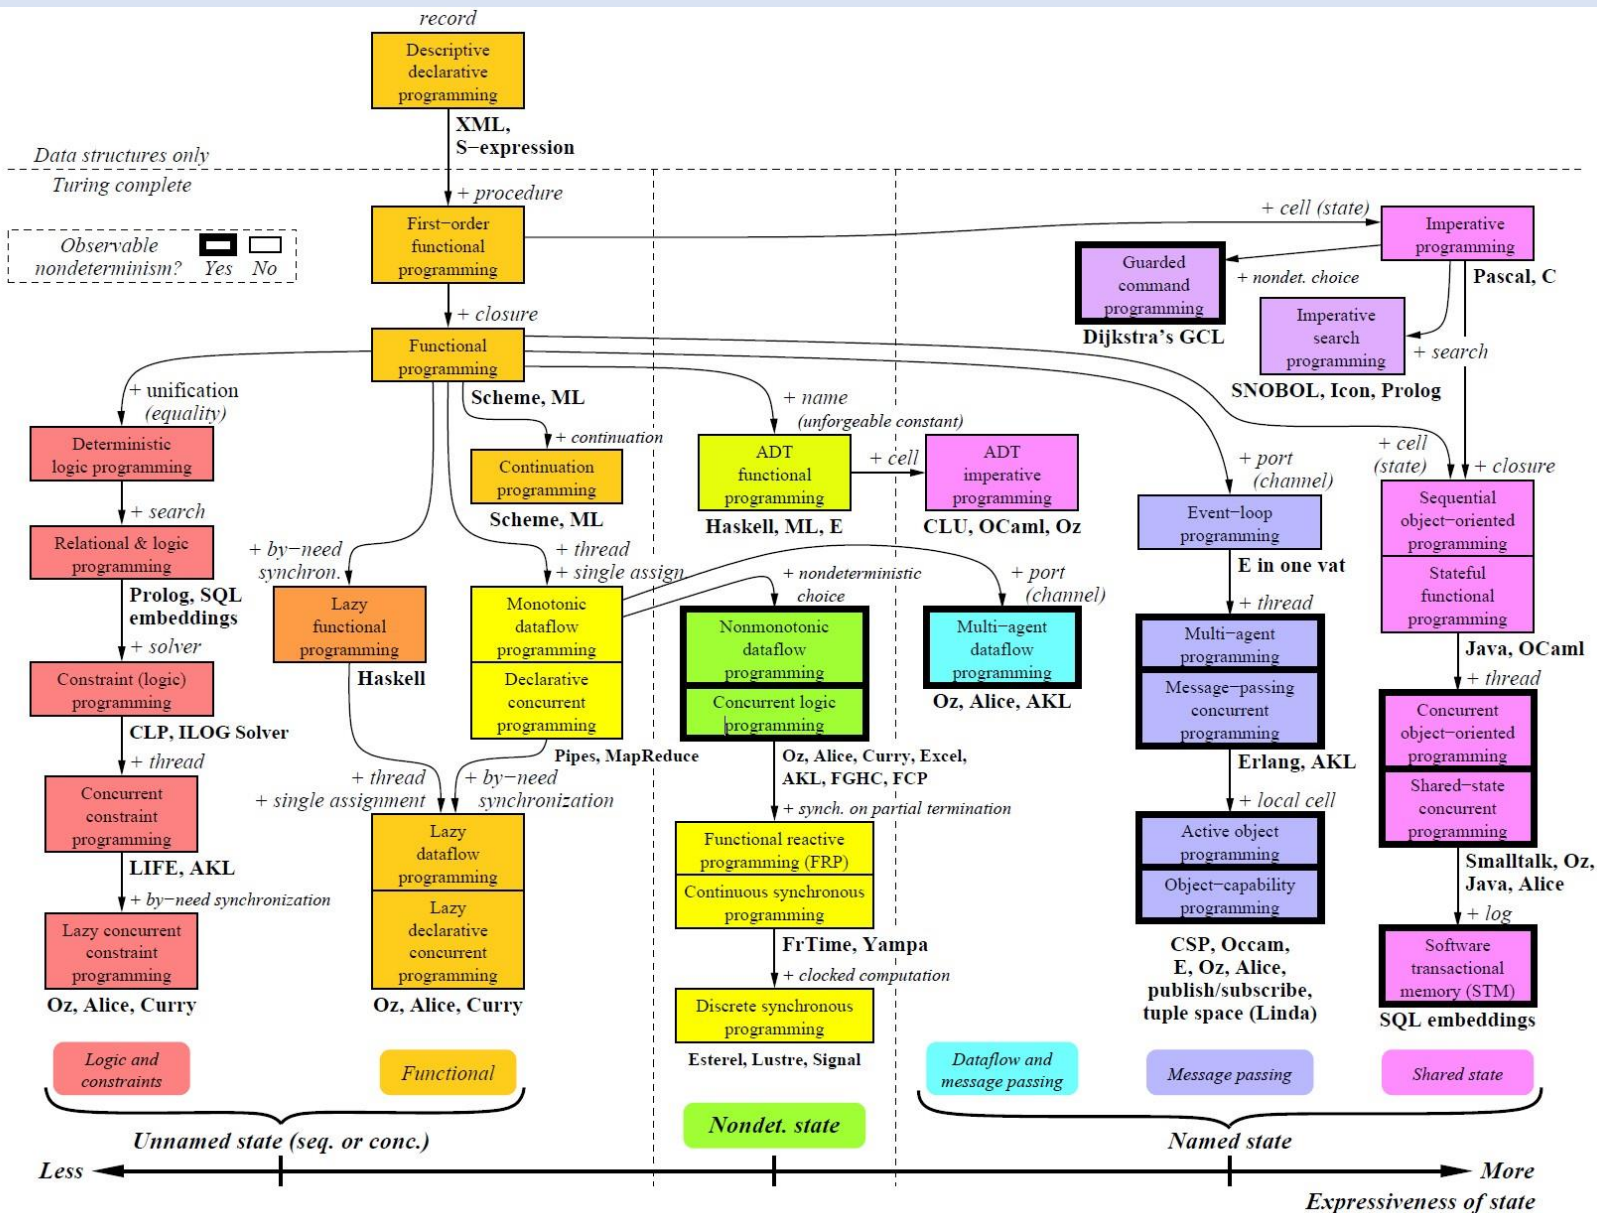 record
Descriptive
declarative
programming
XML,
S−expression
Data structures only
Turing complete
+ procedure
Observable
nondeterminism?
Yes
No
First−order
functional
programming
+ cell (state)
Imperative
programming
Pascal, C
Guarded
command
programming
+ nondet. choice
Dijkstra's GCL
Imperative
search
programming
+ search
SNOBOL, Icon, Prolog
+ closure
Functional
programming
Scheme, ML
+ unification
(equality)
Deterministic
logic programming
+ search
Relational & logic
programming
Prolog, SQL
embeddings
+ solver
Constraint (logic)
programming
CLP, ILOG Solver
+ thread
Concurrent
constraint
programming
LIFE, AKL
+ by−need synchronization
Lazy concurrent
constraint
programming
Oz, Alice, Curry
+ continuation
Continuation
programming
Scheme, ML
+ by−need
synchron.
Lazy
functional
programming
Haskell
+ thread
+ single assign.
Monotonic
dataflow
programming
Declarative
concurrent
programming
Pipes, MapReduce
+ thread
+ single assignment
+ by−need
synchronization
Lazy
dataflow
programming
Lazy
declarative
concurrent
programming
Oz, Alice, Curry
+ name
(unforgeable constant)
ADT
functional
programming
Haskell, ML, E
+ cell
ADT
imperative
programming
CLU, OCaml, Oz
+ nondeterministic
choice
Nonmonotonic
dataflow
programming
Concurrent logic
programming
Oz, Alice, Curry, Excel,
AKL, FGHC, FCP
+ synch. on partial termination
Functional reactive
programming (FRP)
Continuous synchronous
programming
FrTime, Yampa
+ clocked computation
Discrete synchronous
programming
Esterel, Lustre, Signal
+ port
(channel)
Multi−agent
dataflow
programming
Oz, Alice, AKL
+ port
(channel)
Event−loop
programming
E in one vat
+ thread
Multi−agent
programming
Message−passing
concurrent
programming
Erlang, AKL
+ local cell
Active object
programming
Object−capability
programming
CSP, Occam,
E, Oz, Alice,
publish/subscribe,
tuple space (Linda)
+ cell
(state)
+ closure
Sequential
object−oriented
programming
Stateful
functional
programming
Java, OCaml
+ thread
Concurrent
object−oriented
programming
Shared−state
concurrent
programming
Smalltalk, Oz,
Java, Alice
+ log
Software
transactional
memory (STM)
SQL embeddings
Logic and
constraints
Functional
Dataflow and
message passing
Message passing
Shared state
Unnamed state (seq. or conc.)
Nondet. state
Named state
Less
More
Expressiveness of state